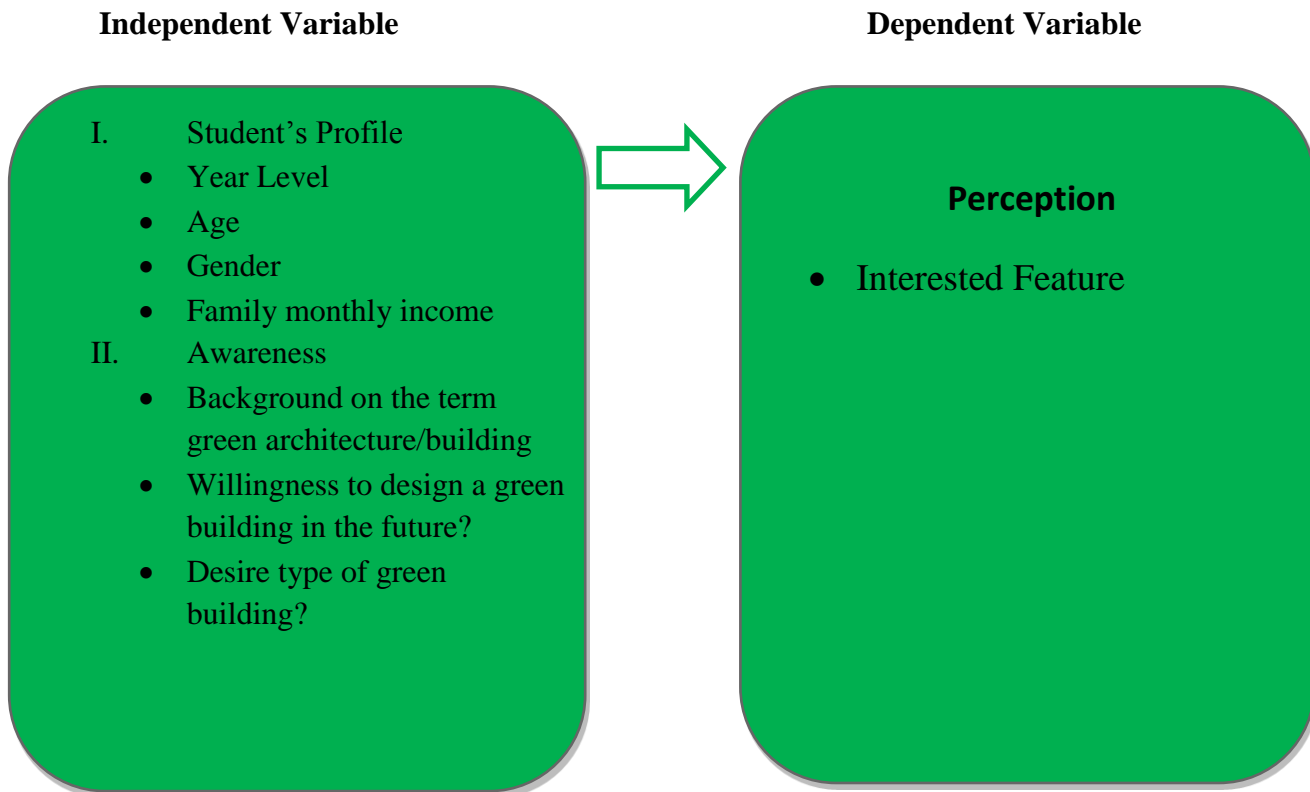 Independent Variable
Dependent Variable
I. Student’s Profile
• Year Level
• Age
• Gender
• Family monthly income
II. Awareness
• Background on the term
green architecture/building
• Willingness to design a green
building in the future?
• Desire type of green
building?
Perception
• Interested Feature